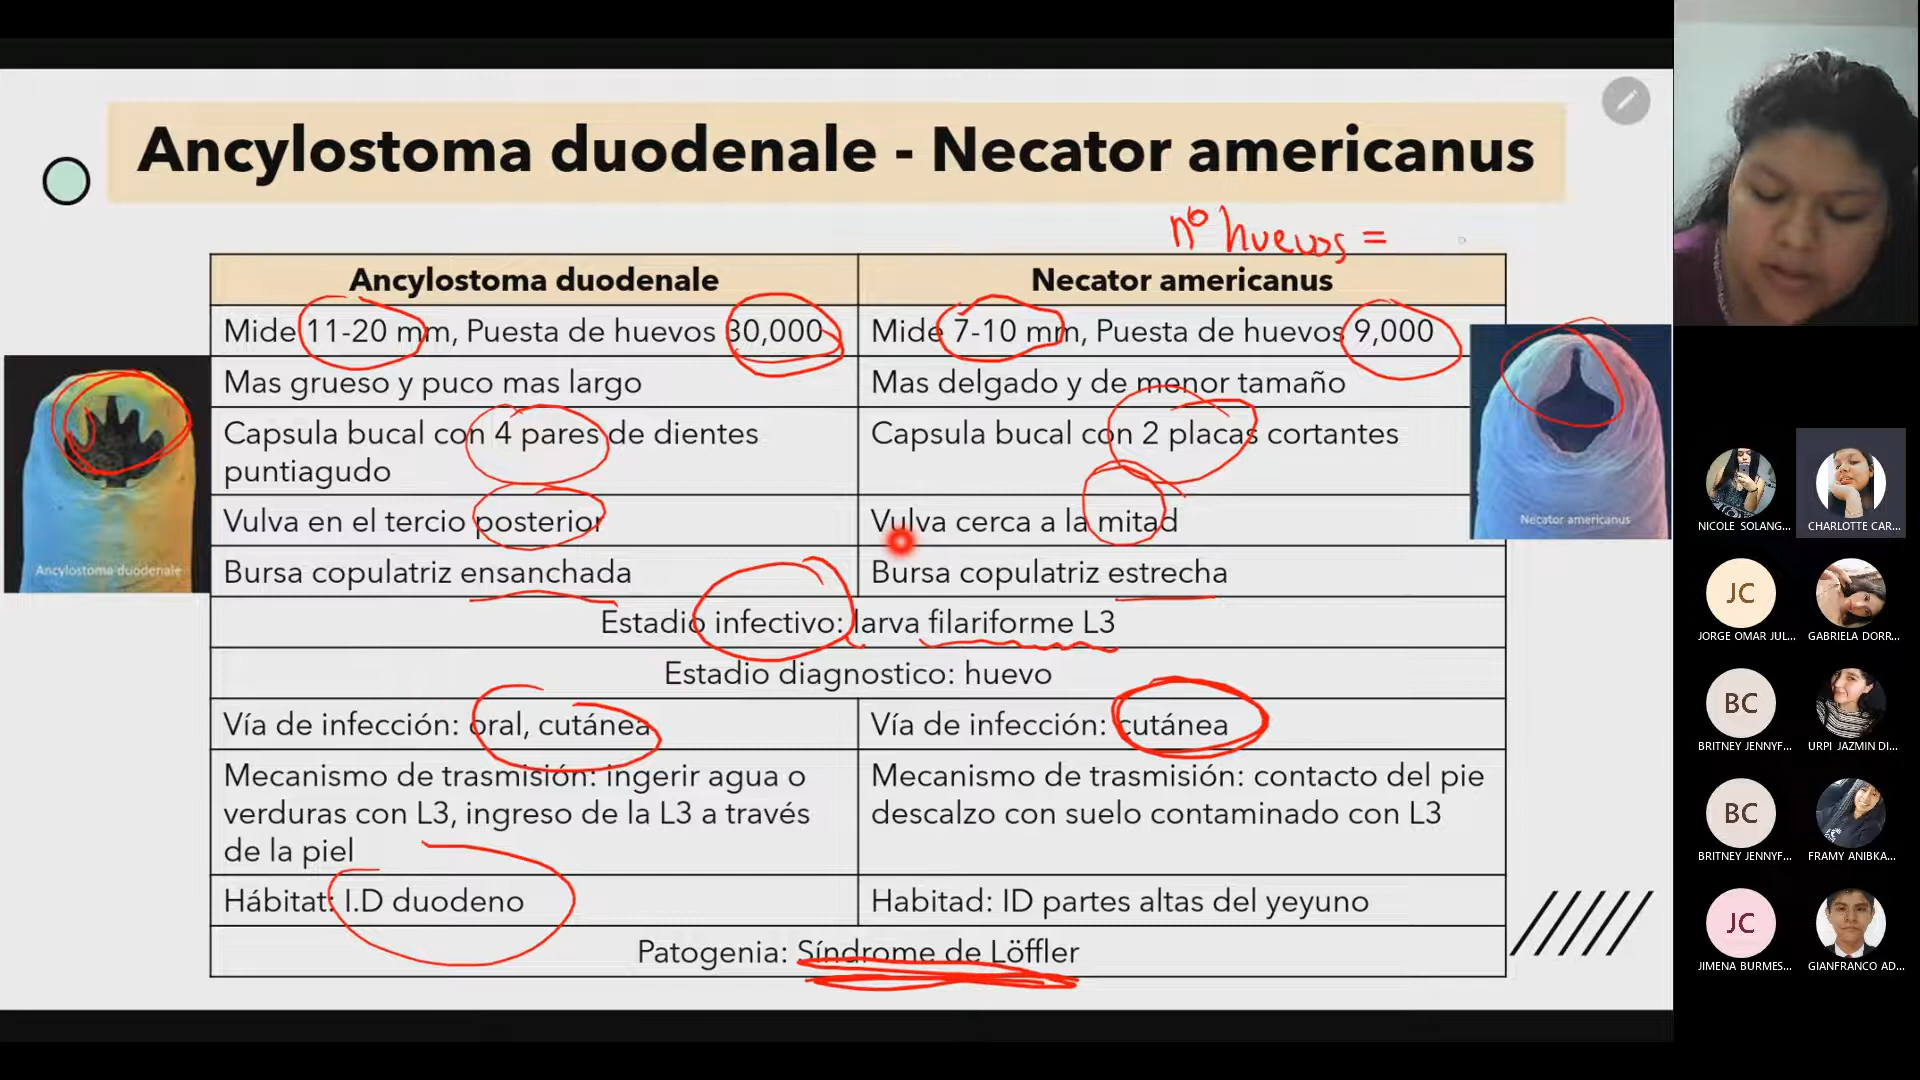 Ancylostoma duodenale - Necator americanus
nº huevos =
Ancylostoma duodenale
Necator americanus
Mide 11-20 mm, Puesta de huevos 30,000
Mide 7-10 mm, Puesta de huevos 9,000
Mas grueso y puco mas largo
Mas delgado y de menor tamaño
Capsula bucal con 4 pares de dientes
puntiagudo
Capsula bucal con 2 placas cortantes
Vulva en el tercio posterior
Vulva cerca a la mitad
Bursa copulatriz ensanchada
Bursa copulatriz estrecha
Estadio infectivo: larva filariforme L3
Estadio diagnostico: huevo
Vía de infección: oral, cutánea
Vía de infección: cutánea
Mecanismo de trasmisión: ingerir agua o
verduras con L3, ingreso de la L3 a través
de la piel
Mecanismo de trasmisión: contacto del pie
descalzo con suelo contaminado con L3
Hábitat: I.D duodeno
Habitad: ID partes altas del yeyuno
Patogenia: Síndrome de Löffler
Ancylostoma duodenale
Necator americanus
NICOLE SOLANG...
CHARLOTTE CAR...
JC
JORGE OMAR JUL...
GABRIELA DORR...
BC
BRITNEY JENNYF...
URPI JAZMIN DI...
BC
BRITNEY JENNYF...
FRAMY ANIBKA...
JC
JIMENA BURMES...
GIANFRANCO AD...